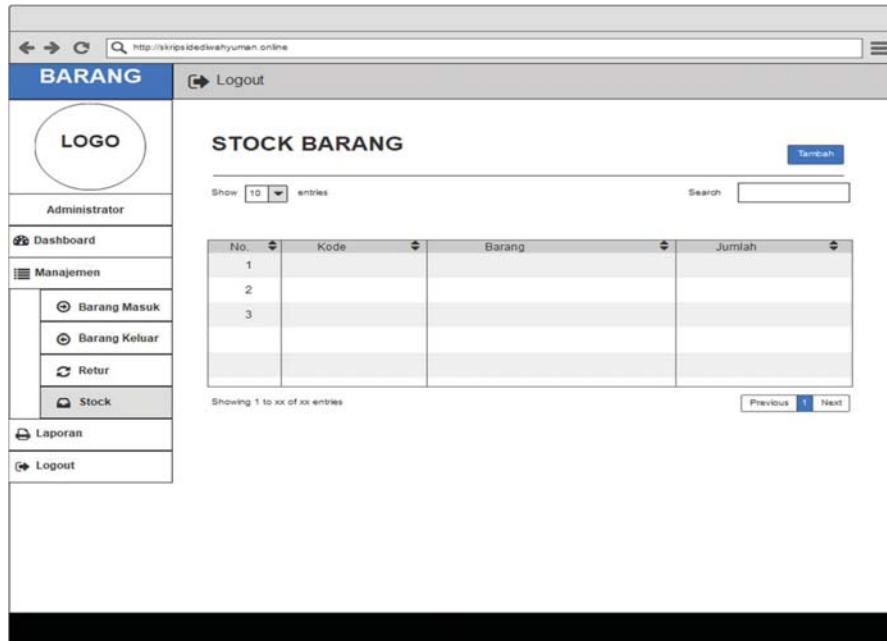 http://skripsidediwahyuman.online
BARANG
Logout
LOGO
STOCK BARANG
Tambah
Show 10 entries
Search
Administrator
Dashboard
Manajemen
Barang Masuk
Barang Keluar
Retur
Stock
Laporan
Logout
No. Kode Barang Jumlah
1
2
3
Showing 1 to xx of xx entries
Previous 1 Next